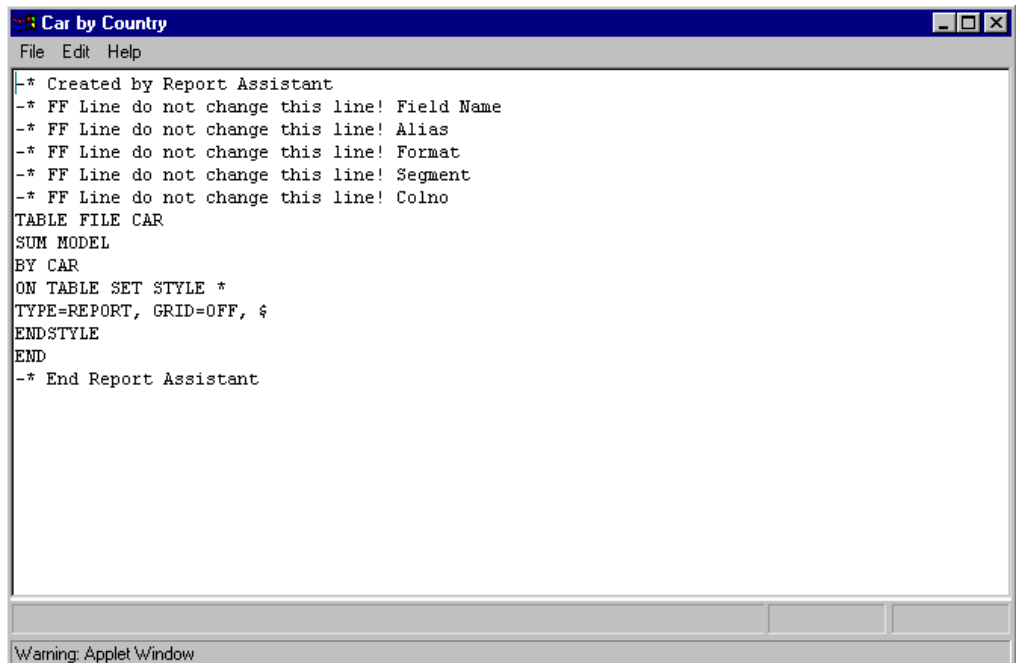 Car by Country
File Edit Help
-* Created by Report Assistant
-* FF Line do not change this line! Field Name
-* FF Line do not change this line! Alias
-* FF Line do not change this line! Format
-* FF Line do not change this line! Segment
-* FF Line do not change this line! Colno
TABLE FILE CAR
SUM MODEL
BY CAR
ON TABLE SET STYLE *
TYPE=REPORT, GRID=OFF, $
ENDSTYLE
END
-* End Report Assistant
Warning: Applet Window